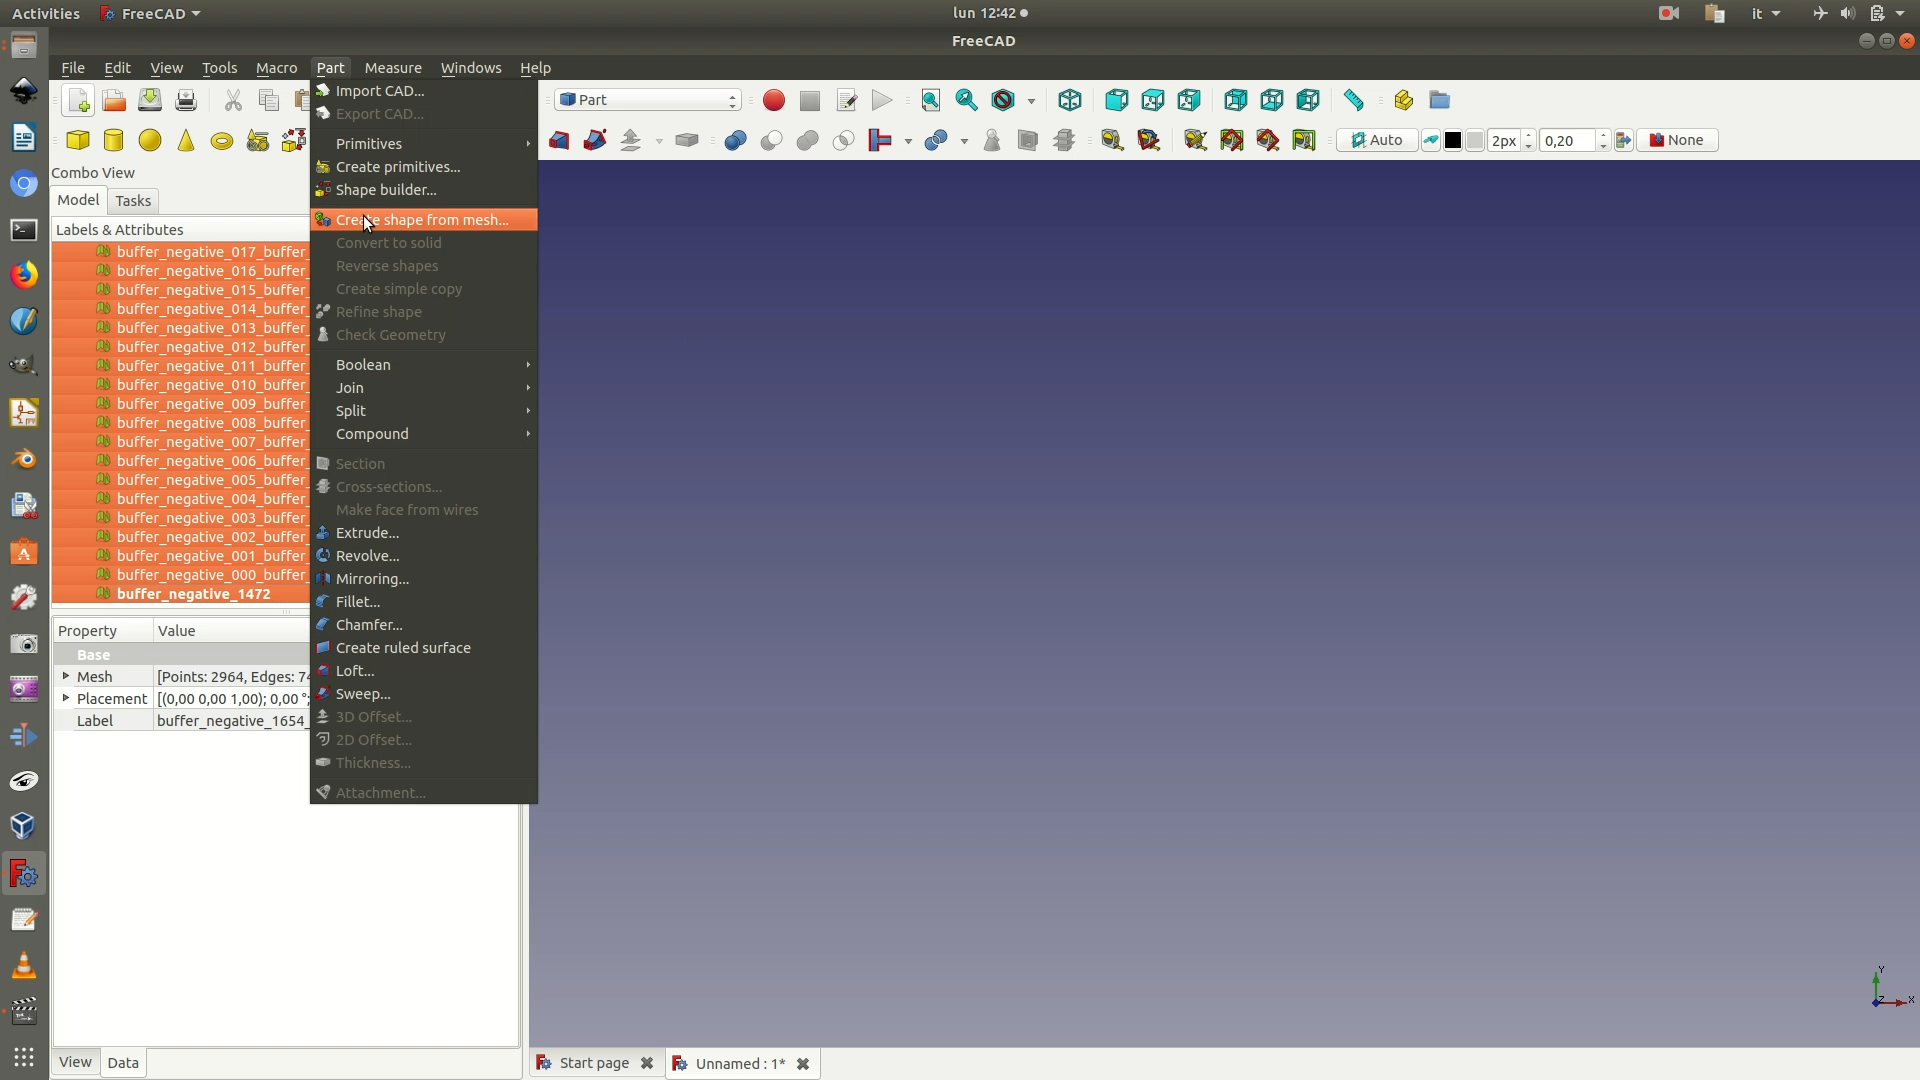 Activities
FreeCAD
lun 12:42
it
FreeCAD
File Edit View Tools Macro Part Measure Windows Help
Part
Auto
2px
0,20
None
Combo View
Model
Tasks
Labels & Attributes
buffer_negative_017_buffer_
buffer_negative_016_buffer_
buffer_negative_015_buffer_
buffer_negative_014_buffer_
buffer_negative_013_buffer_
buffer_negative_012_buffer_
buffer_negative_011_buffer_
buffer_negative_010_buffer_
buffer_negative_009_buffer_
buffer_negative_008_buffer_
buffer_negative_007_buffer_
buffer_negative_006_buffer_
buffer_negative_005_buffer_
buffer_negative_004_buffer_
buffer_negative_003_buffer_
buffer_negative_002_buffer_
buffer_negative_001_buffer_
buffer_negative_000_buffer_
buffer_negative_1472
Property Value
Base
Mesh [Points: 2964, Edges: 74
Placement [(0,00 0,00 1,00); 0,00 °;
Label buffer_negative_1654_
Import CAD...
Export CAD...
Primitives
Create primitives...
Shape builder...
Create shape from mesh...
Convert to solid
Reverse shapes
Create simple copy
Refine shape
Check Geometry
Boolean
Join
Split
Compound
Section
Cross-sections...
Make face from wires
Extrude...
Revolve...
Mirroring...
Fillet...
Chamfer...
Create ruled surface
Loft...
Sweep...
3D Offset...
2D Offset...
Thickness...
Attachment...
Y
Z
X
View
Data
Start page
Unnamed : 1*